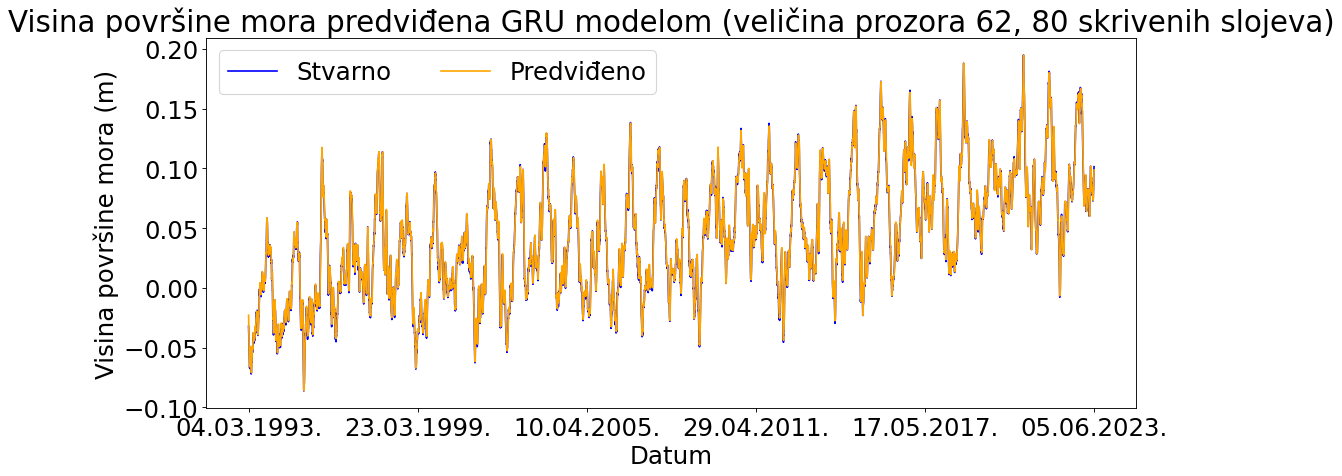 Visina površine mora predviđena GRU modelom (veličina prozora 62, 80 skrivenih slojeva)
Stvarno
Predviđeno
Visina površine mora (m)
0.20
0.15
0.10
0.05
0.00
−0.05
−0.10
04.03.1993.
23.03.1999.
10.04.2005.
29.04.2011.
17.05.2017.
05.06.2023.
Datum